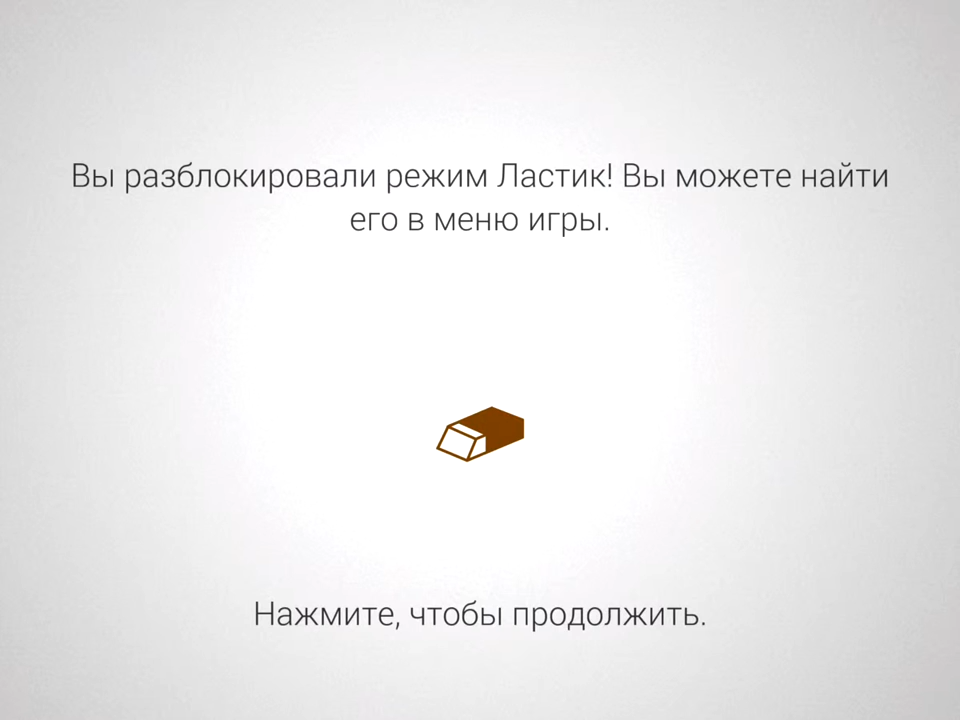 Вы разблокировали режим Ластик! Вы можете найти
его в меню игры.
Нажмите, чтобы продолжить.